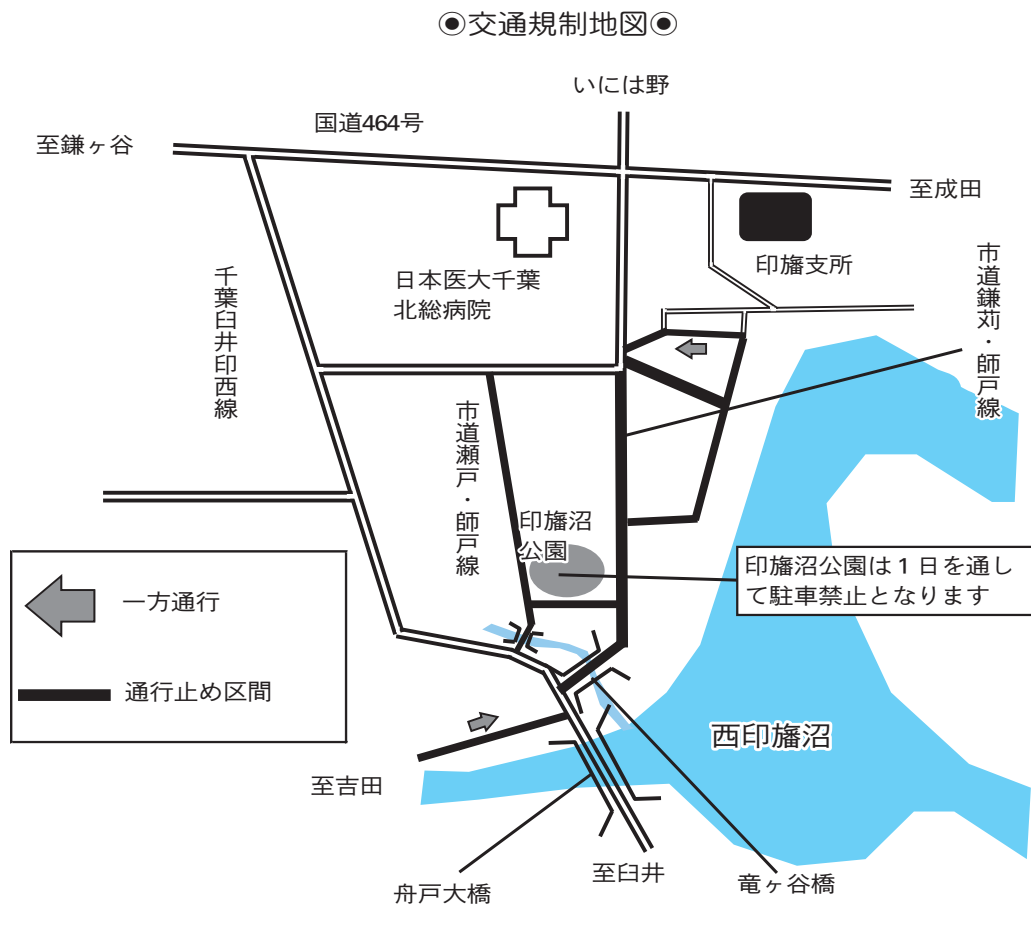 ◉交通規制地図◉
いには野
国道464号
至鎌ヶ谷
至成田
印旛支所
日本医大千葉
北総病院
市道鎌苅・師戸線
千葉臼井印西線
市道瀬戸・師戸線
印旛沼
公園
印旛沼公園は1日を通し
て駐車禁止となります
一方通行
通行止め区間
西印旛沼
至吉田
至臼井
舟戸大橋
竜ヶ谷橋